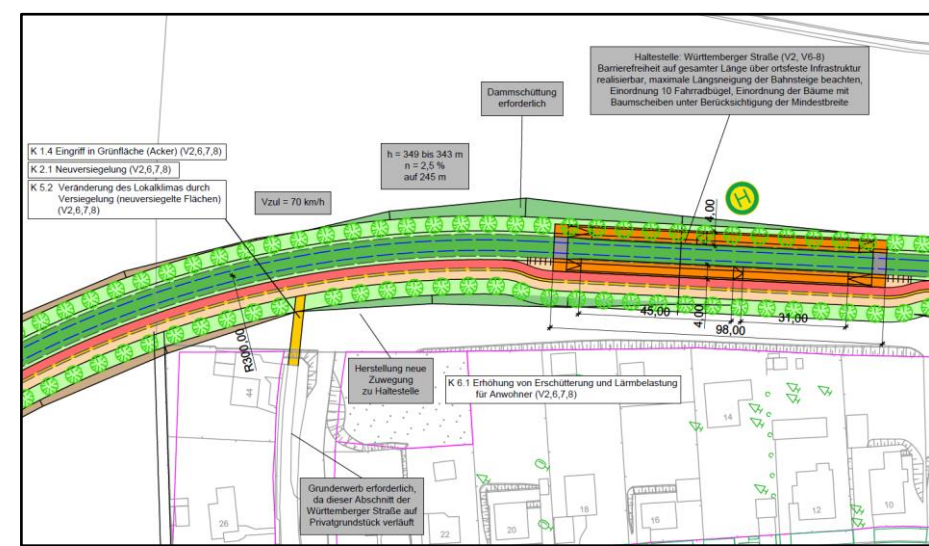 Haltestelle: Württemberger Straße (V2, V6-8)
Barrierefreiheit auf gesamter Länge über ortsfeste Infrastruktur
realisierbar, maximale Längsneigung der Bahnsteige beachten,
Einordnung 10 Fahrradbügel, Einordnung der Bäume mit
Baumscheiben unter Berücksichtigung der Mindestbreite
Dammschüttung
erforderlich
K 1.4 Eingriff in Grünfläche (Acker) (V2,6,7,8)
K 2.1 Neuversiegelung (V2,6,7,8)
K 5.2 Veränderung des Lokalklimas durch
Versiegelung (neuversiegelte Flächen)
(V2,6,7,8)
h = 349 bis 343 m
n = 2,5 %
auf 245 m
Vzul = 70 km/h
H
4,00
R300,00
45,00
4,00
31,00
98,00
Herstellung neue
Zuwegung
zu Haltestelle
K 6.1 Erhöhung von Erschütterung und Lärmbelastung
für Anwohner (V2,6,7,8)
44
14
Grunderwerb erforderlich,
da dieser Abschnitt der
Württemberger Straße auf
Privatgrundstück verläuft
26
22
20
18
16
12
10